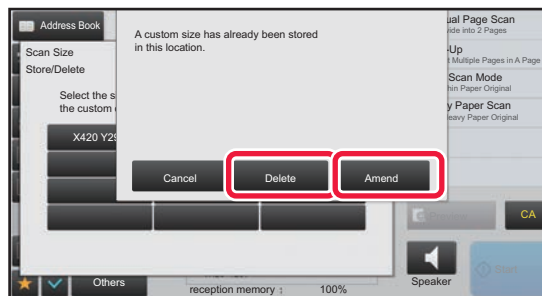 Address Book
A custom size has already been stored
in this location.
Scan Size
Store/Delete
Select the s
the custom
X420 Y29
Cancel
Delete
Amend
ual Page Scan
vide into 2 Pages
-Up
t Multiple Pages in A Page
Scan Mode
hin Paper Original
y Paper Scan
eavy Paper Original
CA
Speaker
Start
Others
reception memory :
100%